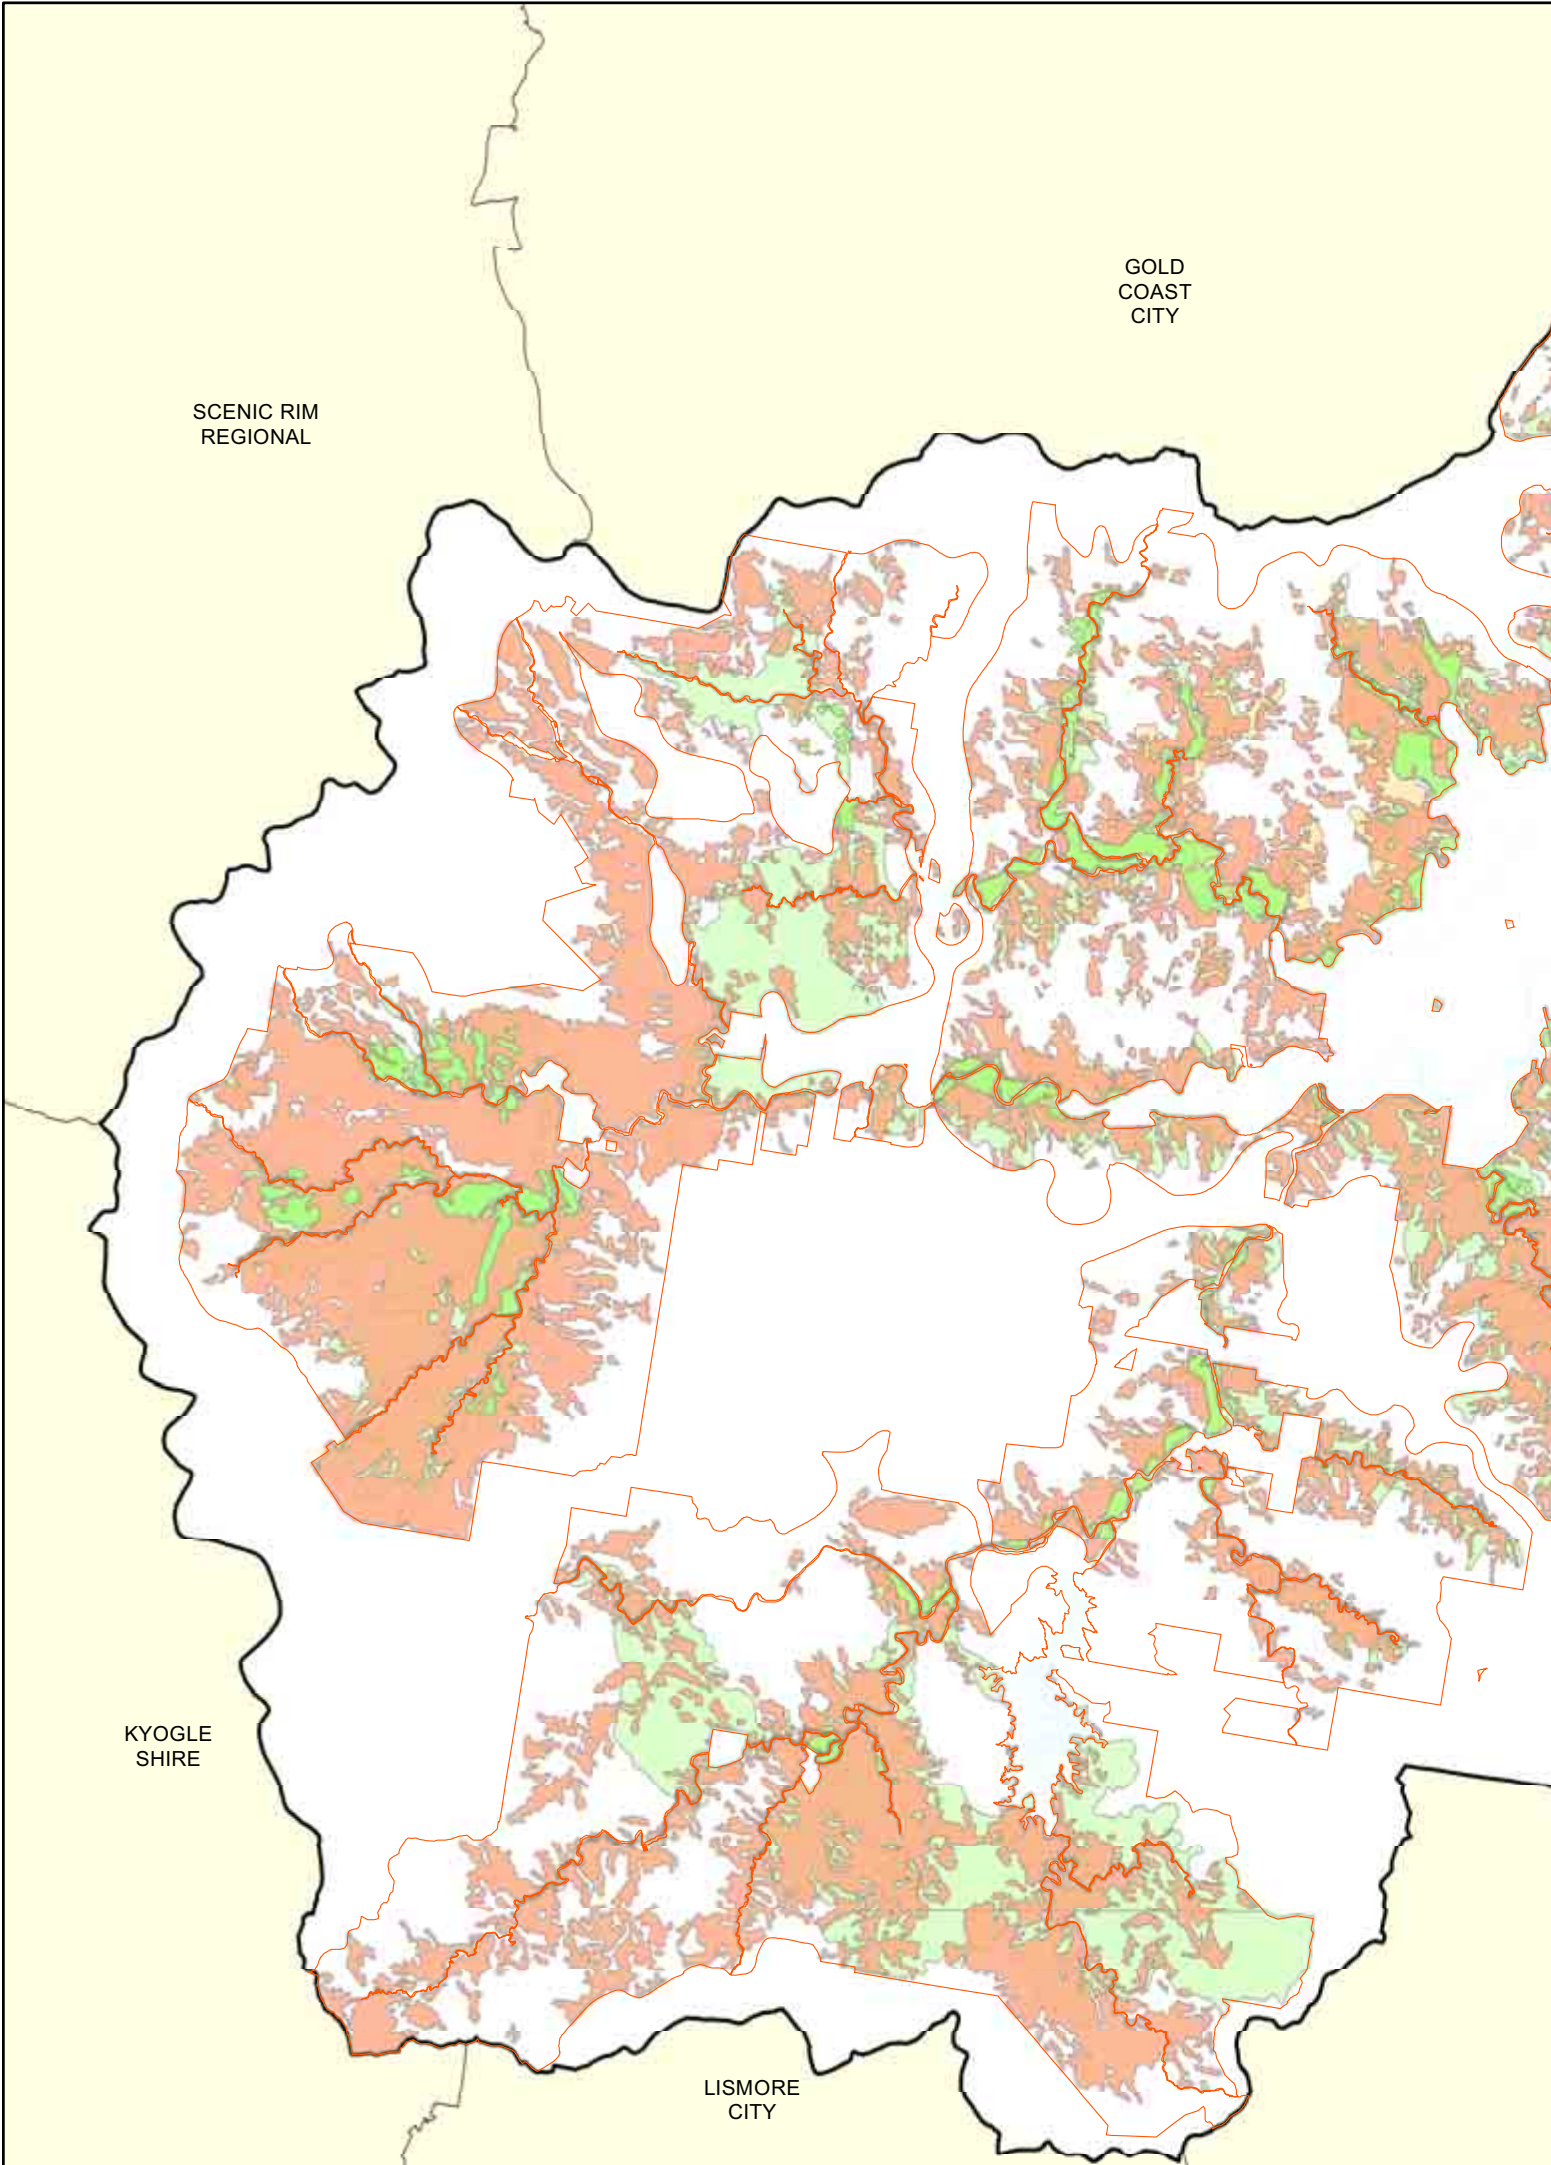 GOLD
COAST
CITY
SCENIC RIM
REGIONAL
KYOGLE
SHIRE
LISMORE
CITY